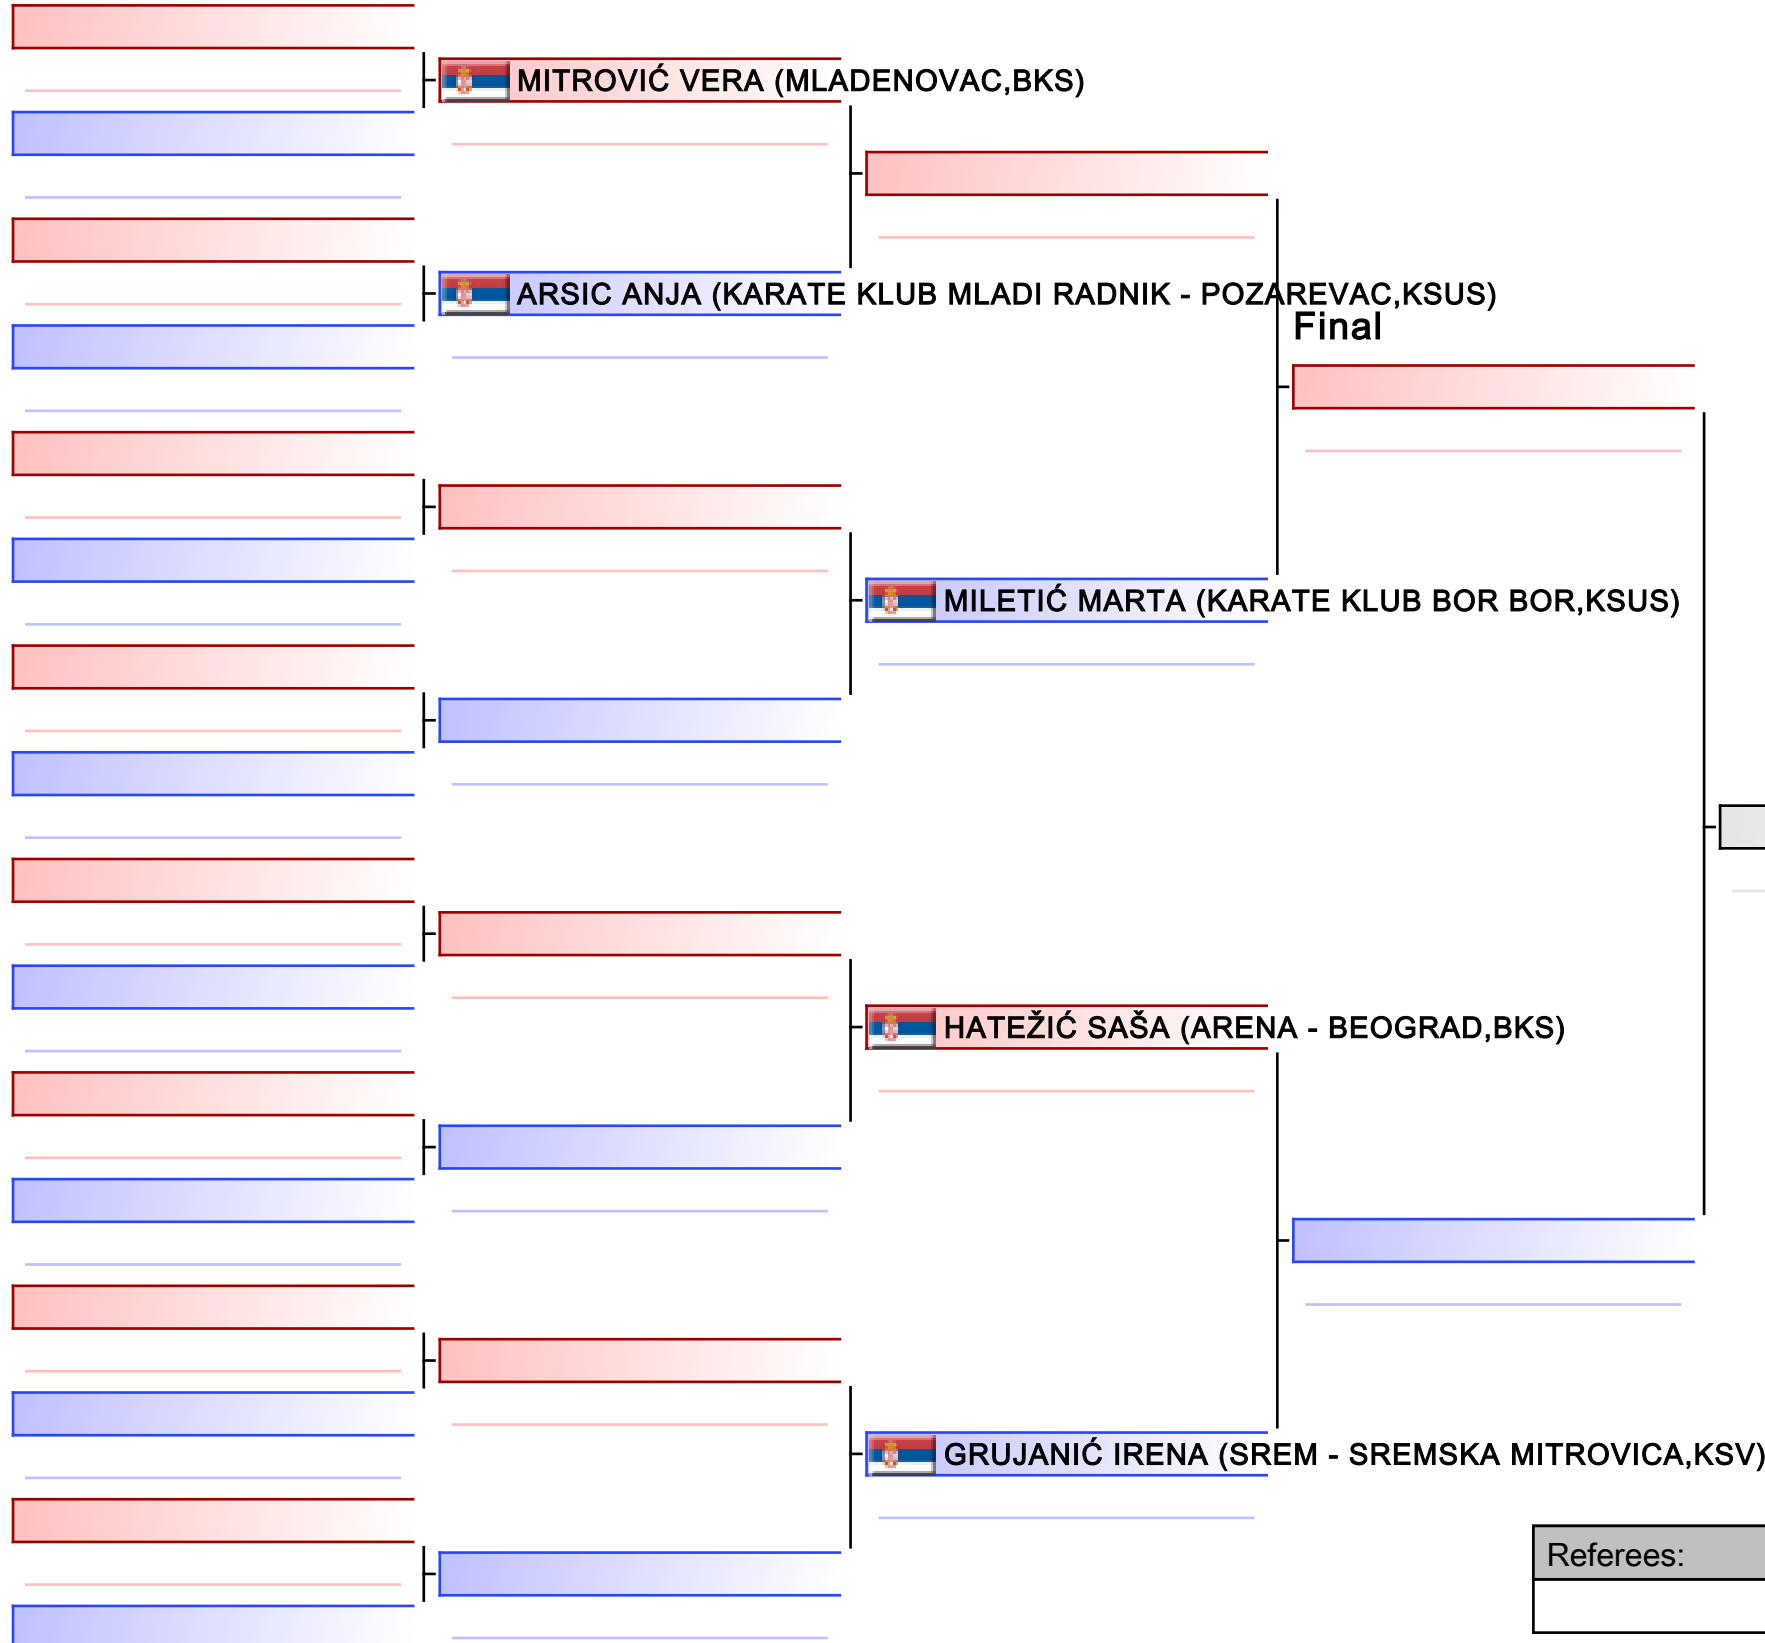 MITROVIĆ VERA (MLADENOVAC,BKS)
ARSIC ANJA (KARATE KLUB MLADI RADNIK - POZAREVAC,KSUS)
Final
MILETIĆ MARTA (KARATE KLUB BOR BOR,KSUS)
HATEŽIĆ SAŠA (ARENA - BEOGRAD,BKS)
GRUJANIĆ IRENA (SREM - SREMSKA MITROVICA,KSV)
Referees: